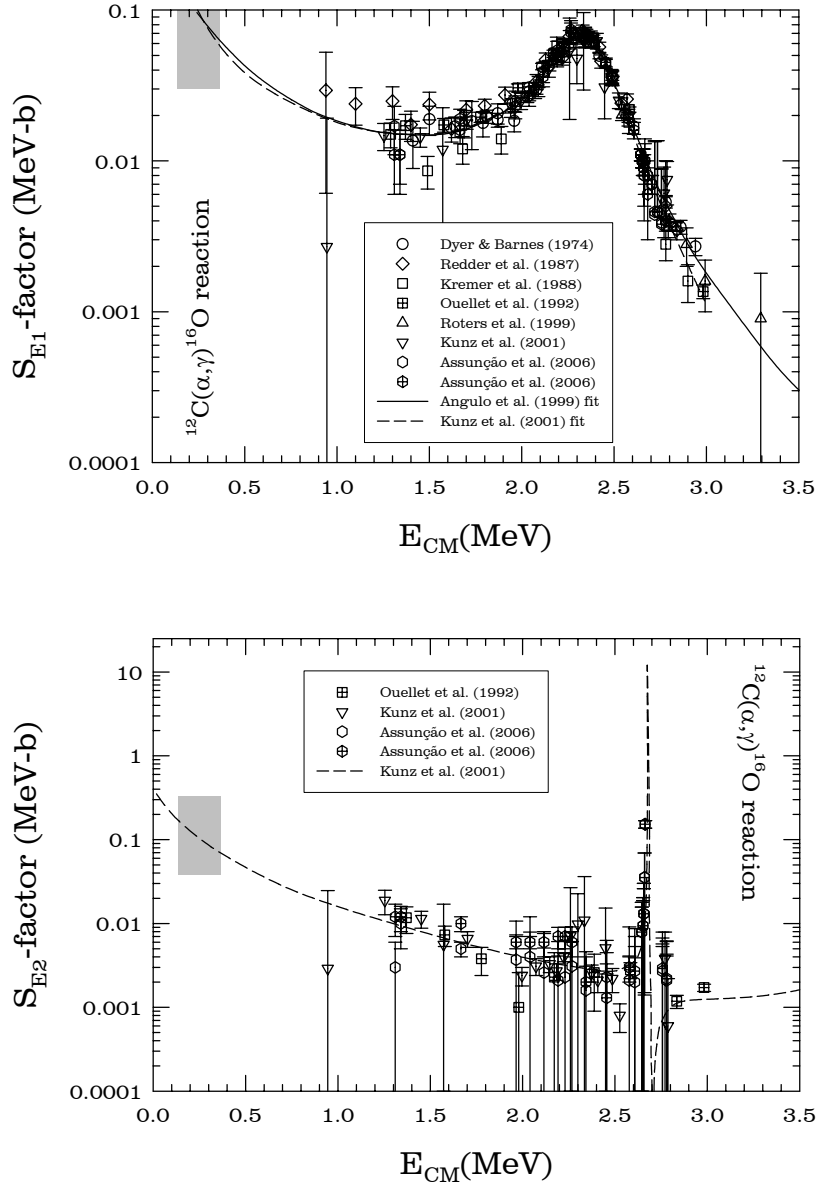 0.1
0.01
0.001
0.0001
S_E1-factor (MeV-b)
¹²C(α,γ)¹⁶O reaction
Dyer & Barnes (1974)
Redder et al. (1987)
Kremer et al. (1988)
Ouellet et al. (1992)
Roters et al. (1999)
Kunz et al. (2001)
Assunção et al. (2006)
Assunção et al. (2006)
Angulo et al. (1999) fit
Kunz et al. (2001) fit
0.0 0.5 1.0 1.5 2.0 2.5 3.0 3.5
E_CM(MeV)
10
1
0.1
0.01
0.001
0.0001
S_E2-factor (MeV-b)
Ouellet et al. (1992)
Kunz et al. (2001)
Assunção et al. (2006)
Assunção et al. (2006)
Kunz et al. (2001)
¹²C(α,γ)¹⁶O reaction
0.0 0.5 1.0 1.5 2.0 2.5 3.0 3.5
E_CM(MeV)